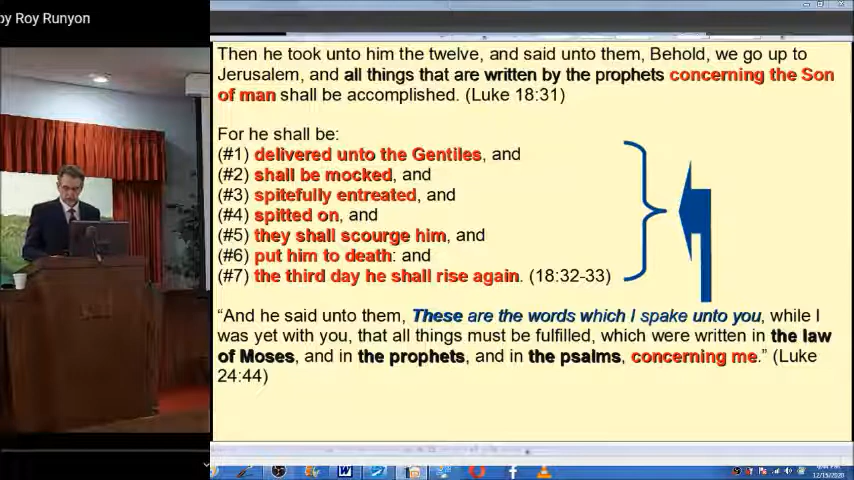 by Roy Runyon
Then he took unto him the twelve, and said unto them, Behold, we go up to
Jerusalem, and all things that are written by the prophets concerning the Son
of man shall be accomplished. (Luke 18:31)
For he shall be:
(#1) delivered unto the Gentiles, and
(#2) shall be mocked, and
(#3) spitefully entreated, and
(#4) spitted on, and
(#5) they shall scourge him, and
(#6) put him to death: and
(#7) the third day he shall rise again. (18:32-33)
“And he said unto them, These are the words which I spake unto you, while I
was yet with you, that all things must be fulfilled, which were written in the law
of Moses, and in the prophets, and in the psalms, concerning me.” (Luke
24:44)